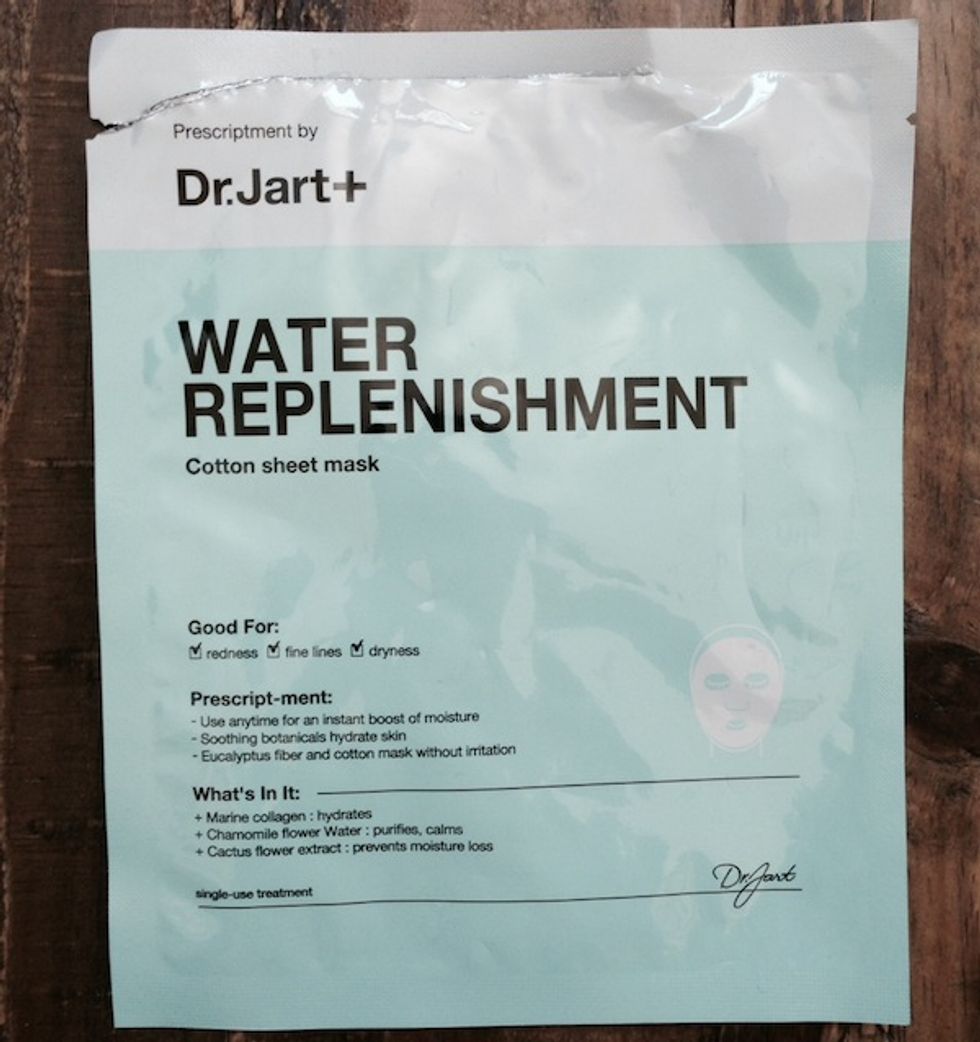 Prescriptment by
Dr.Jart+
WATER
REPLENISHMENT
Cotton sheet mask
Good For:
redness fine lines dryness
Prescript-ment:
- Use anytime for an instant boost of moisture
- Soothing botanicals hydrate skin
- Eucalyptus fiber and cotton mask without irritation
What's In It:
+ Marine collagen : hydrates
+ Chamomile flower Water : purifies, calms
+ Cactus flower extract : prevents moisture loss
single-use treatment
Dr.Jart